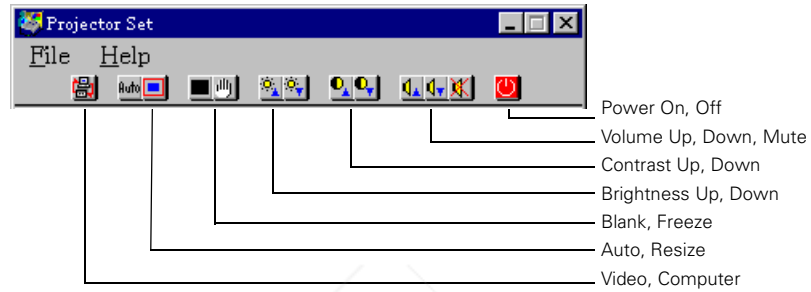 Projector Set
File Help
Auto
Power On, Off
Volume Up, Down, Mute
Contrast Up, Down
Brightness Up, Down
Blank, Freeze
Auto, Resize
Video, Computer